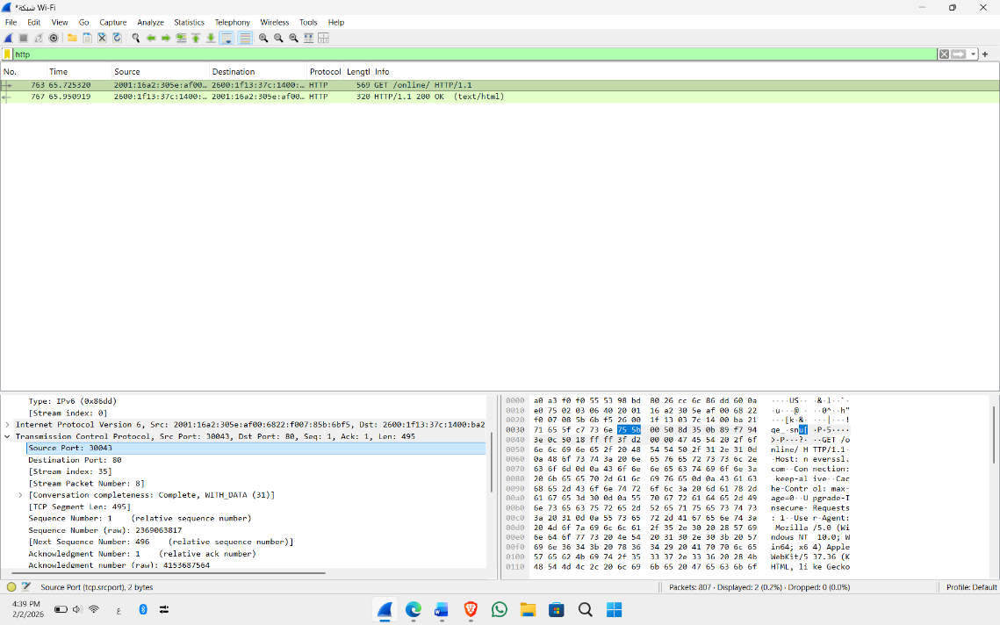 *شبكة Wi-Fi
File Edit View Go Capture Analyze Statistics Telephony Wireless Tools Help
http
No. Time Source Destination Protocol Lengtl Info
763 65.725320 2001:16a2:305e:af00… 2600:1f13:37c:1400:… HTTP 569 GET /online/ HTTP/1.1
767 65.950919 2600:1f13:37c:1400:… 2001:16a2:305e:af00… HTTP 320 HTTP/1.1 200 OK (text/html)
Type: IPv6 (0x86dd)
[Stream index: 0]
Internet Protocol Version 6, Src: 2001:16a2:305e:af00:6822:f007:85b:6bf5, Dst: 2600:1f13:37c:1400:ba2
Transmission Control Protocol, Src Port: 30043, Dst Port: 80, Seq: 1, Ack: 1, Len: 495
Source Port: 30043
Destination Port: 80
[Stream index: 35]
[Stream Packet Number: 8]
[Conversation completeness: Complete, WITH_DATA (31)]
[TCP Segment Len: 495]
Sequence Number: 1 (relative sequence number)
Sequence Number (raw): 2369063817
[Next Sequence Number: 496 (relative sequence number)]
Acknowledgment Number: 1 (relative ack number)
Acknowledgment number (raw): 4153687564
0000 a0 a3 f0 f0 55 53 98 bd 80 26 cc 6c 86 dd 60 0a ····US·· ·&·l··`·
0010 e0 75 02 03 06 40 20 01 16 a2 30 5e af 00 68 22 ·u···@ · ··0^··h"
0020 f0 07 08 5b 6b f5 26 00 1f 13 03 7c 14 00 ba 21 ···[k·&· ···|···!
0030 71 65 5f c7 73 6e 75 5b 00 50 8d 35 0b 89 f7 94 qe_·snu[ ·P·5····
0040 3e 0c 50 18 ff ff 3f d2 00 00 47 45 54 20 2f 6f >·P···?· ··GET /o
0050 6e 6c 69 6e 65 2f 20 48 54 54 50 2f 31 2e 31 0d nline/ H TTP/1.1·
0060 0a 48 6f 73 74 3a 20 6e 65 76 65 72 73 73 6c 2e ·Host: n everssl.
0070 63 6f 6d 0d 0a 43 6f 6e 6e 65 63 74 69 6f 6e 3a com··Con nection:
0080 20 6b 65 65 70 2d 61 6c 69 76 65 0d 0a 43 61 63 keep-al ive··Cac
0090 68 65 2d 43 6f 6e 74 72 6f 6c 3a 20 6d 61 78 2d he-Contr ol: max-
00a0 61 67 65 3d 30 0d 0a 55 70 67 72 61 64 65 2d 49 age=0··U pgrade-I
00b0 6e 73 65 63 75 72 65 2d 52 65 71 75 65 73 74 73 nsecure- Requests
00c0 3a 20 31 0d 0a 55 73 65 72 2d 41 67 65 6e 74 3a : 1··Use r-Agent:
00d0 20 4d 6f 7a 69 6c 6c 61 2f 35 2e 30 20 28 57 69 Mozilla /5.0 (Wi
00e0 6e 64 6f 77 73 20 4e 54 20 31 30 2e 30 3b 20 57 ndows NT 10.0; W
00f0 69 6e 36 34 3b 20 78 36 34 29 20 41 70 70 6c 65 in64; x6 4) Apple
0100 57 65 62 4b 69 74 2f 35 33 37 2e 33 36 20 28 4b WebKit/5 37.36 (K
0110 48 54 4d 4c 2c 20 6c 69 6b 65 20 47 65 63 6b 6f HTML, li ke Gecko
Source Port (tcp.srcport), 2 bytes
Packets: 807 · Displayed: 2 (0.2%) · Dropped: 0 (0.0%)
Profile: Default
4:39 PM
2/2/2026
ع